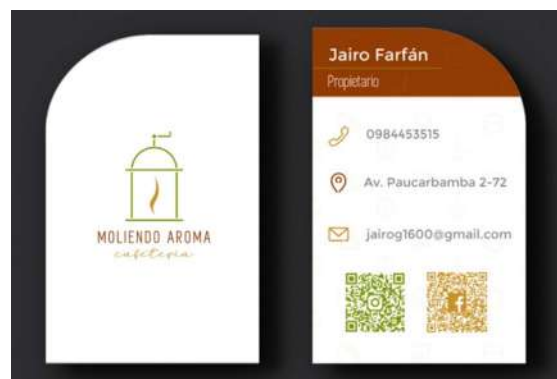 MOLIENDO AROMA
cafetería
Jairo Farfán
Propietario
0984453515
Av. Paucarbamba 2-72
jairog1600@gmail.com